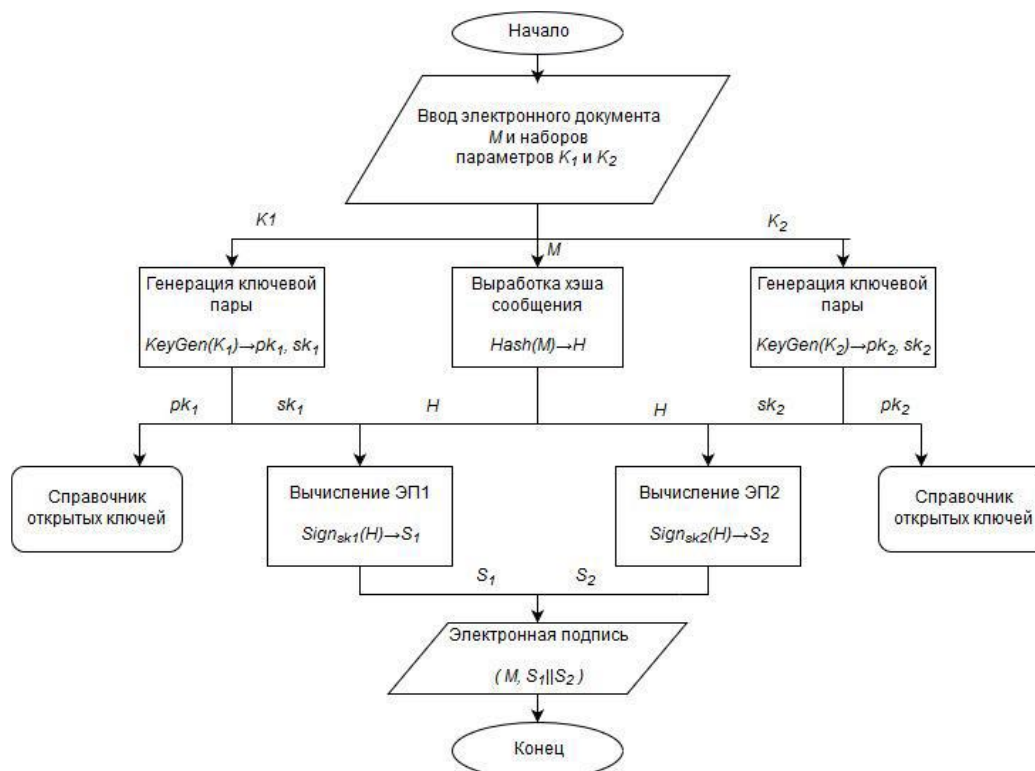 Начало
Ввод электронного документа
M и наборов
параметров K₁ и K₂
K1
K₂
M
Генерация ключевой
пары
KeyGen(K₁)→pk₁, sk₁
Выработка хэша
сообщения
Hash(M)→H
Генерация ключевой
пары
KeyGen(K₂)→pk₂, sk₂
pk₁
sk₁
H
H
sk₂
pk₂
Справочник
открытых ключей
Вычисление ЭП1
Sign_sk1(H)→S₁
Вычисление ЭП2
Sign_sk2(H)→S₂
Справочник
открытых ключей
S₁
S₂
Электронная подпись
( M, S₁||S₂ )
Конец